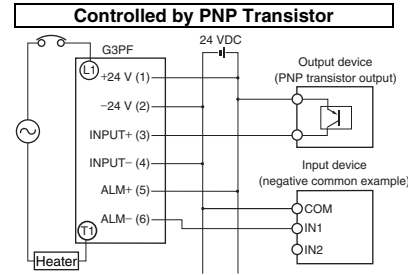 Controlled by PNP Transistor
24 VDC
G3PF
L1
+24 V (1)
−24 V (2)
INPUT+ (3)
INPUT− (4)
ALM+ (5)
ALM− (6)
T1
Heater
Output device
(PNP transistor output)
Input device
(negative common example)
COM
IN1
IN2